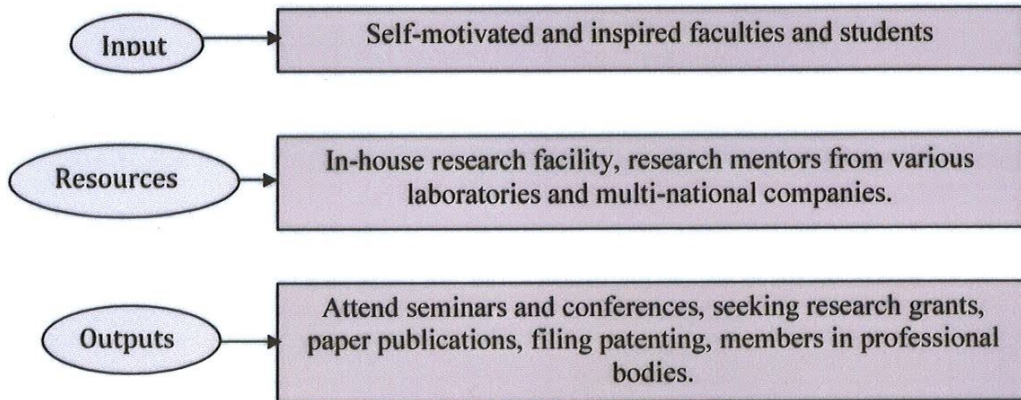 Input
Self-motivated and inspired faculties and students
Resources
In-house research facility, research mentors from various
laboratories and multi-national companies.
Outputs
Attend seminars and conferences, seeking research grants,
paper publications, filing patenting, members in professional
bodies.